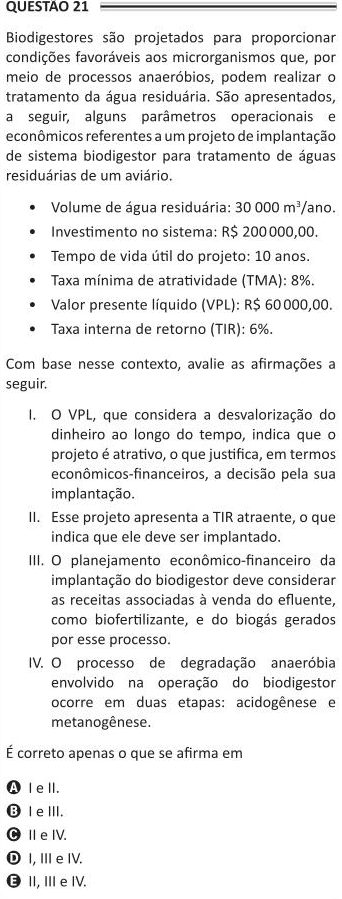 QUESTÃO 21
Biodigestores são projetados para proporcionar
condições favoráveis aos microrganismos que, por
meio de processos anaeróbios, podem realizar o
tratamento da água residuária. São apresentados,
a seguir, alguns parâmetros operacionais e
econômicos referentes a um projeto de implantação
de sistema biodigestor para tratamento de águas
residuárias de um aviário.
• Volume de água residuária: 30 000 m³/ano.
• Investimento no sistema: R$ 200 000,00.
• Tempo de vida útil do projeto: 10 anos.
• Taxa mínima de atratividade (TMA): 8%.
• Valor presente líquido (VPL): R$ 60 000,00.
• Taxa interna de retorno (TIR): 6%.
Com base nesse contexto, avalie as afirmações a
seguir.
I. O VPL, que considera a desvalorização do
dinheiro ao longo do tempo, indica que o
projeto é atrativo, o que justifica, em termos
econômicos-financeiros, a decisão pela sua
implantação.
II. Esse projeto apresenta a TIR atraente, o que
indica que ele deve ser implantado.
III. O planejamento econômico-financeiro da
implantação do biodigestor deve considerar
as receitas associadas à venda do efluente,
como biofertilizante, e do biogás gerados
por esse processo.
IV. O processo de degradação anaeróbia
envolvido na operação do biodigestor
ocorre em duas etapas: acidogênese e
metanogênese.
É correto apenas o que se afirma em
A I e II.
B I e III.
C II e IV.
D I, III e IV.
E II, III e IV.